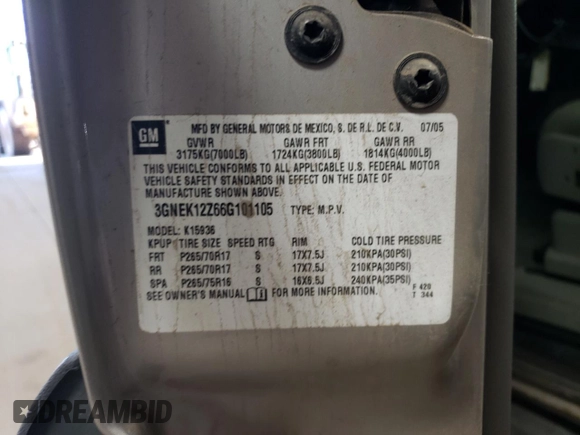 GM
MFD BY GENERAL MOTORS DE MEXICO, S. DE R.L. DE C.V. 07/05
GVWR GAWR FRT GAWR RR
3175KG(7000LB) 1724KG(3800LB) 1814KG(4000LB)
THIS VEHICLE CONFORMS TO ALL APPLICABLE U.S. FEDERAL MOTOR
VEHICLE SAFETY STANDARDS IN EFFECT ON THE DATE OF
MANUFACTURE SHOWN ABOVE.
3GNEK12Z66G101105 TYPE: M.P.V.
MODEL: K15936
KPUP TIRE SIZE SPEED RTG RIM COLD TIRE PRESSURE
FRT P265/70R17 S 17X7.5J 210KPA(30PSI)
RR P265/70R17 S 17X7.5J 210KPA(30PSI)
SPA P265/75R16 S 16X6.5J 240KPA(35PSI)
SEE OWNER'S MANUAL FOR MORE INFORMATION.
F 420
T 344
DREAMBID